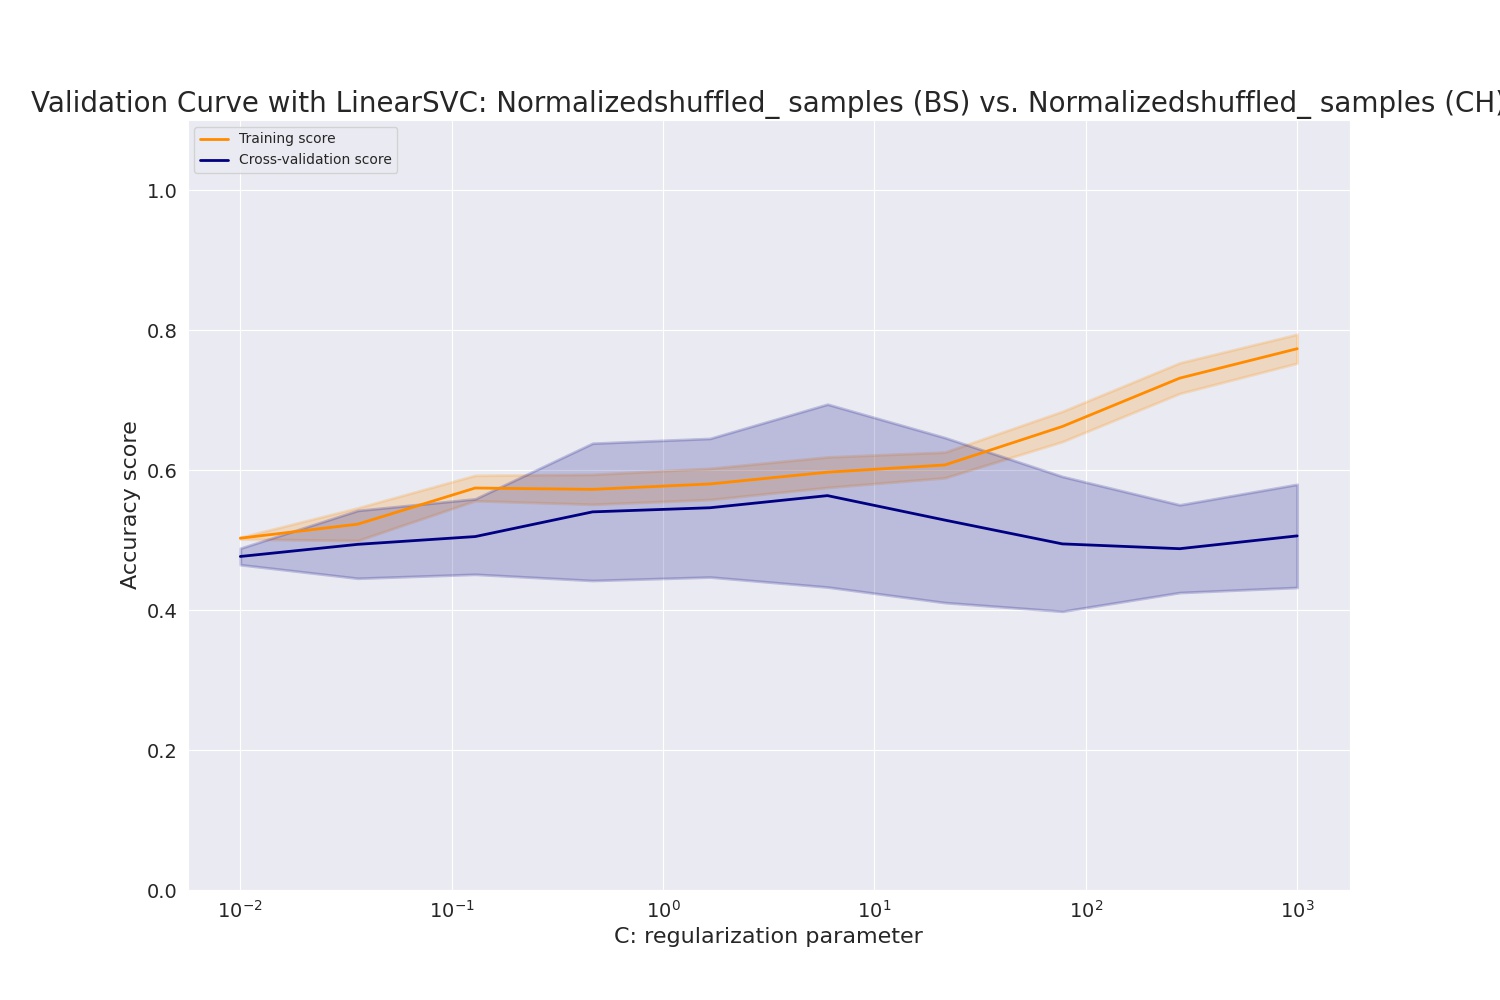 Validation Curve with LinearSVC: Normalizedshuffled_ samples (BS) vs. Normalizedshuffled_ samples (CH)
Training score
Cross-validation score
1.0
0.8
0.6
0.4
0.2
0.0
Accuracy score
10⁻² 10⁻¹ 10⁰ 10¹ 10² 10³
C: regularization parameter